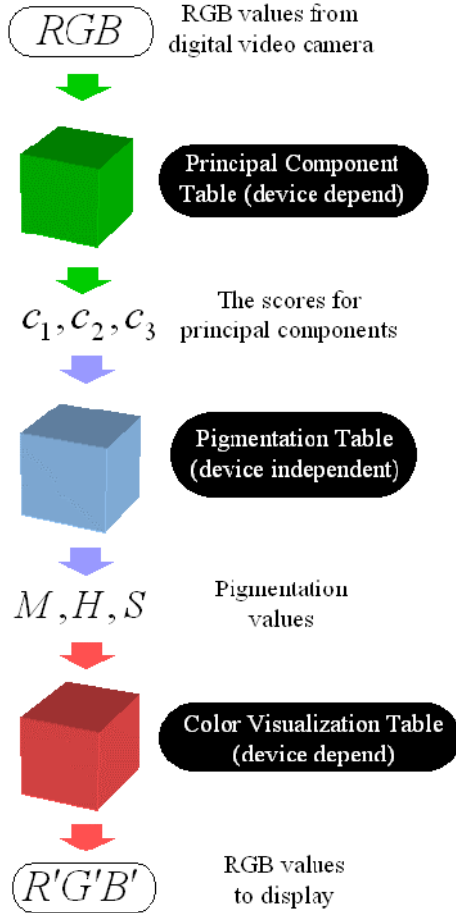 RGB
RGB values from
digital video camera
Principal Component
Table (device depend)
c₁, c₂, c₃
The scores for
principal components
Pigmentation Table
(device independent)
M , H , S
Pigmentation
values
Color Visualization Table
(device depend)
R'G'B'
RGB values
to display